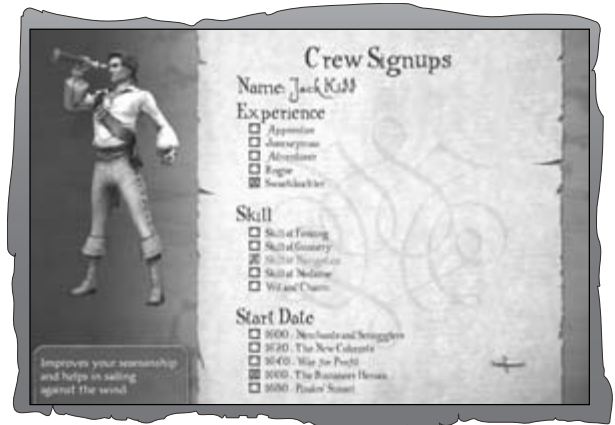 Crew Signups
Name: Jack Kidd
Experience
Apprentice
Journeyman
Adventurer
Rogue
Swashbuckler
Skill
Skill at Fencing
Skill at Gunnery
Skill at Navigation
Skill at Medicine
Wit and Charm
Start Date
1600 - Merchants and Smugglers
1620 - The New Colonists
1640 - War for Profit
1660 - The Buccaneer Heroes
1680 - Pirates' Sunset
Improves your seamanship
and helps in sailing
against the wind